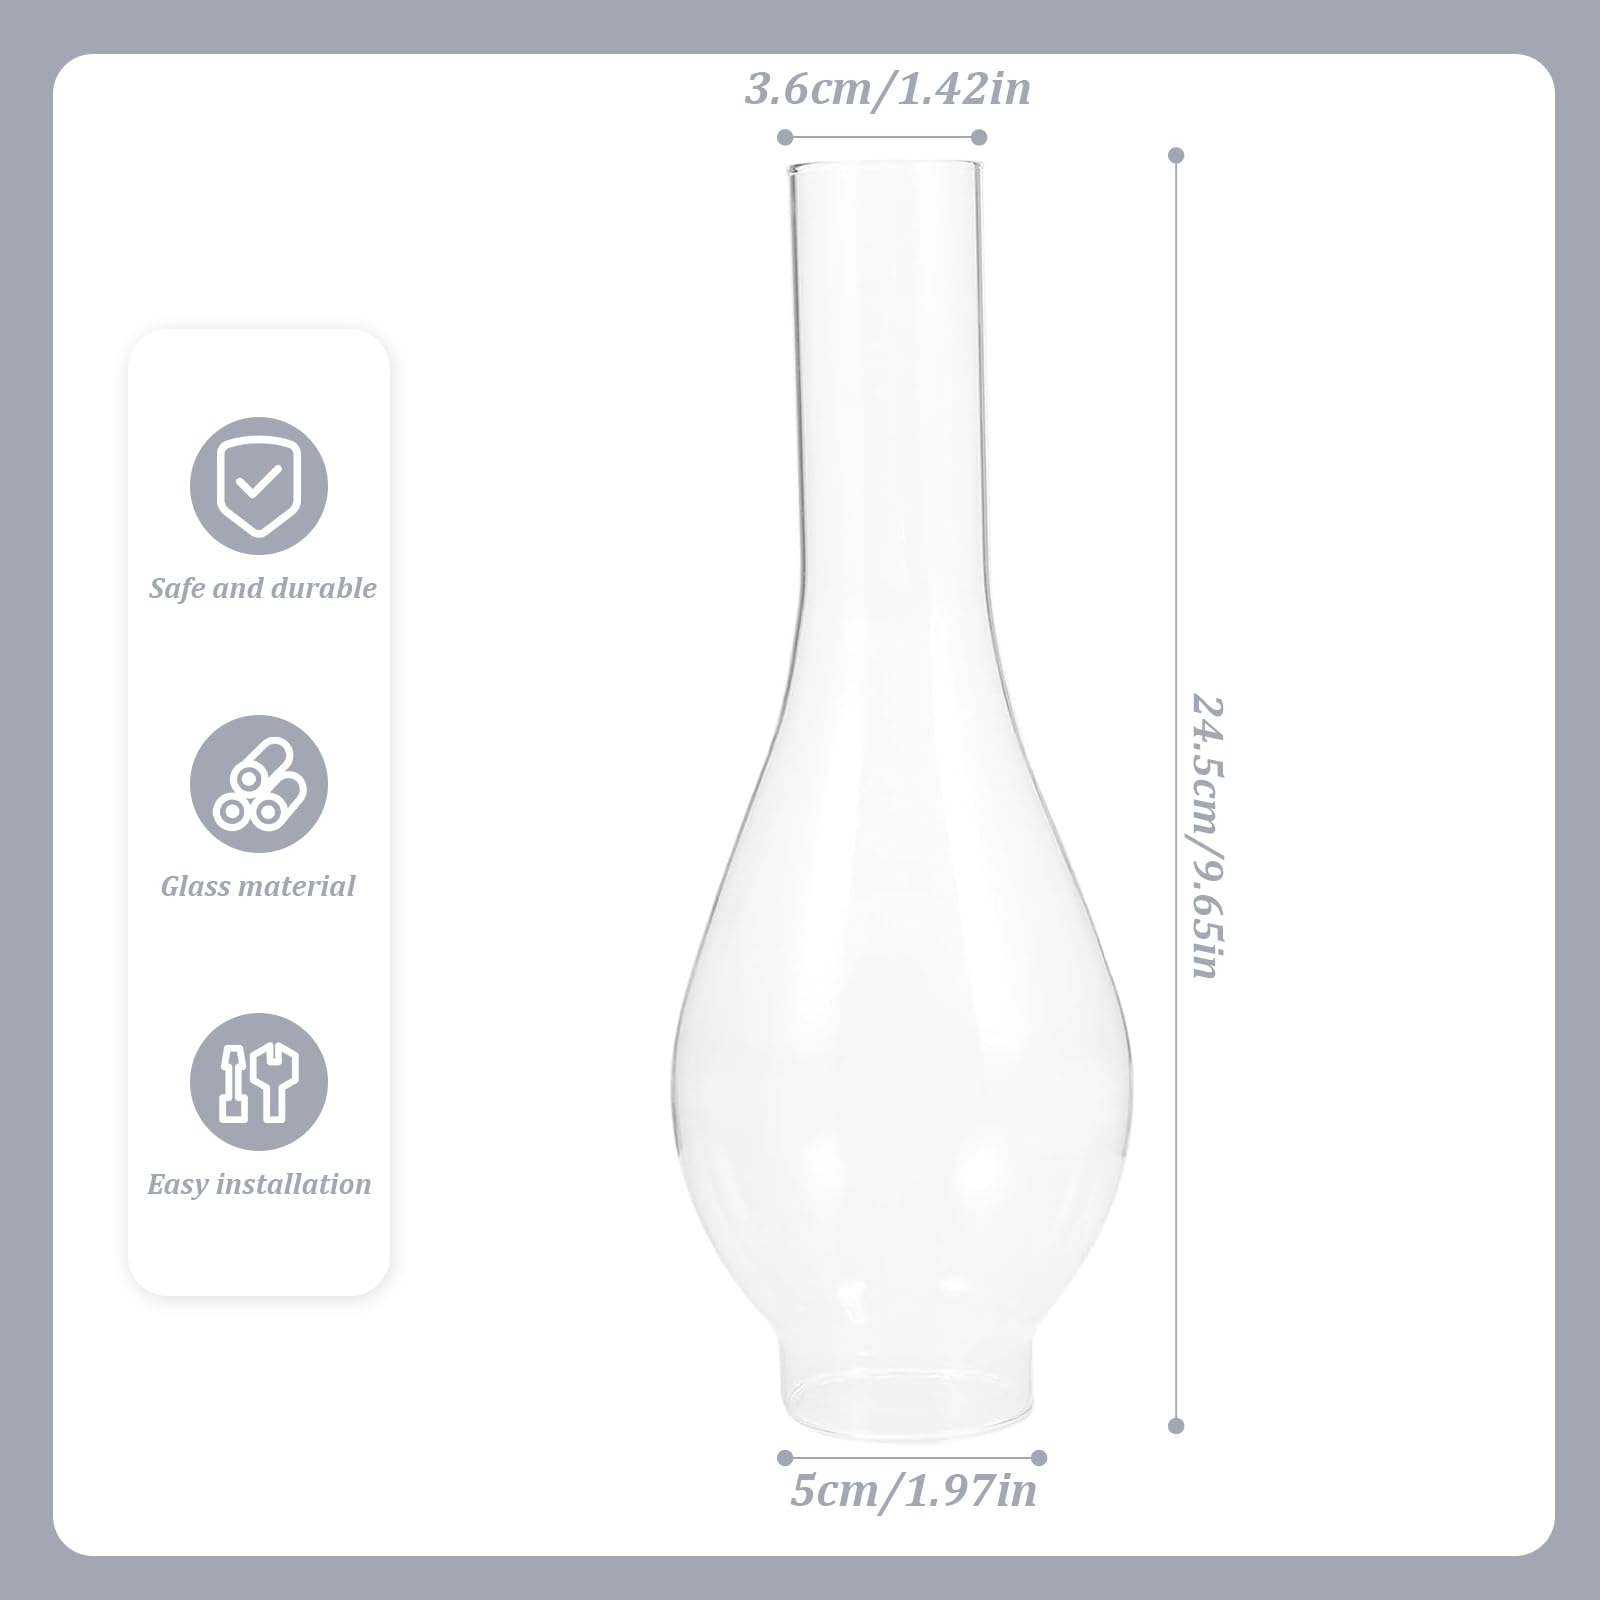 3.6cm/1.42in
Safe and durable
Glass material
Easy installation
24.5cm/9.65in
5cm/1.97in